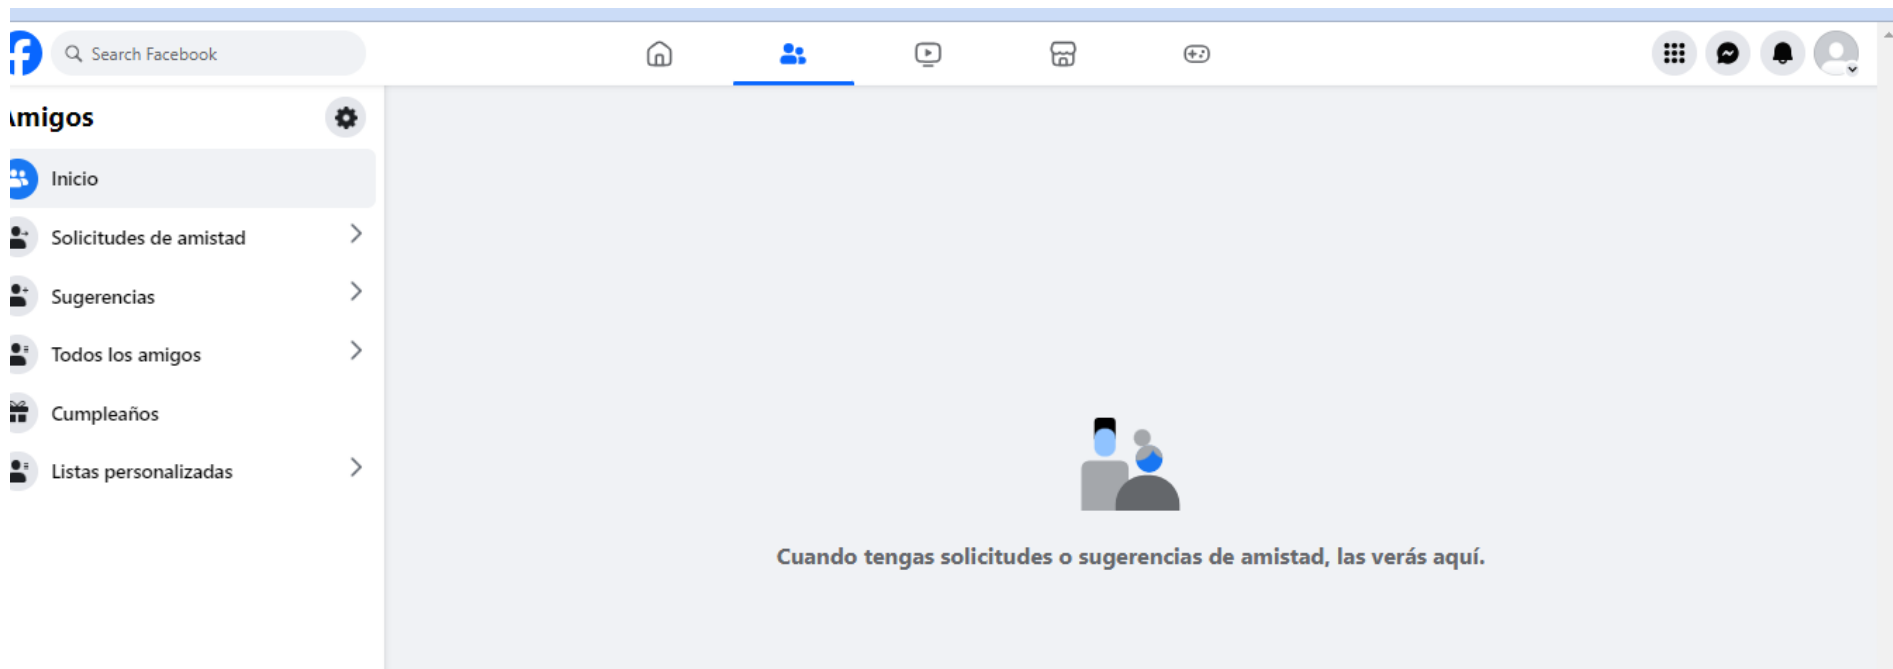 Search Facebook
Amigos
Inicio
Solicitudes de amistad
Sugerencias
Todos los amigos
Cumpleaños
Listas personalizadas
Cuando tengas solicitudes o sugerencias de amistad, las verás aquí.